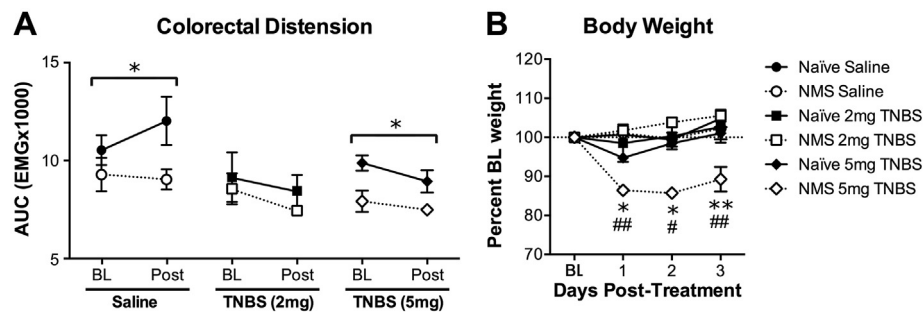 A
Colorectal Distension
AUC (EMGx1000)
15
10
5
*
*
BL Post BL Post BL Post
Saline TNBS (2mg) TNBS (5mg)
B
Body Weight
Percent BL weight
120
110
100
90
80
70
* * **
## # ##
BL 1 2 3
Days Post-Treatment
Naïve Saline
NMS Saline
Naïve 2mg TNBS
NMS 2mg TNBS
Naïve 5mg TNBS
NMS 5mg TNBS